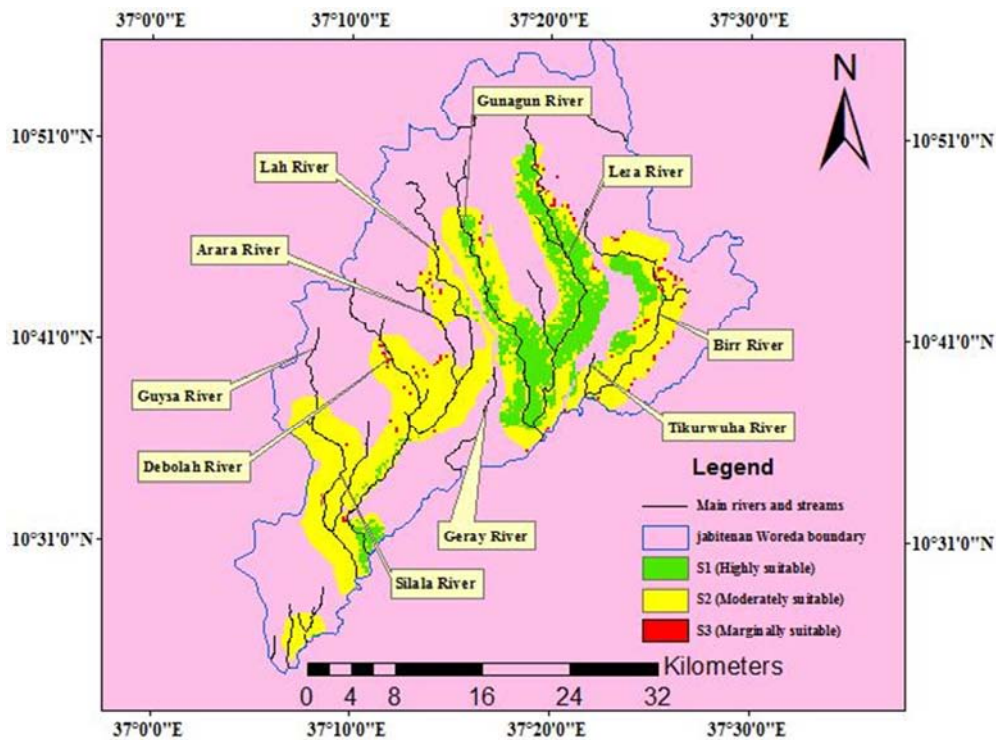 37°0'0"E
37°10'0"E
37°20'0"E
37°30'0"E
N
Gunagun River
10°51'0"N
10°51'0"N
Lah River
Leza River
Arara River
10°41'0"N
10°41'0"N
Birr River
Guysa River
Tikurwuha River
Debolah River
Legend
Main rivers and streams
Geray River
10°31'0"N
10°31'0"N
jabitenan Woreda boundary
S1 (Highly suitable)
Silala River
S2 (Moderately suitable)
S3 (Marginally suitable)
Kilometers
0 4 8 16 24 32
37°0'0"E
37°10'0"E
37°20'0"E
37°30'0"E